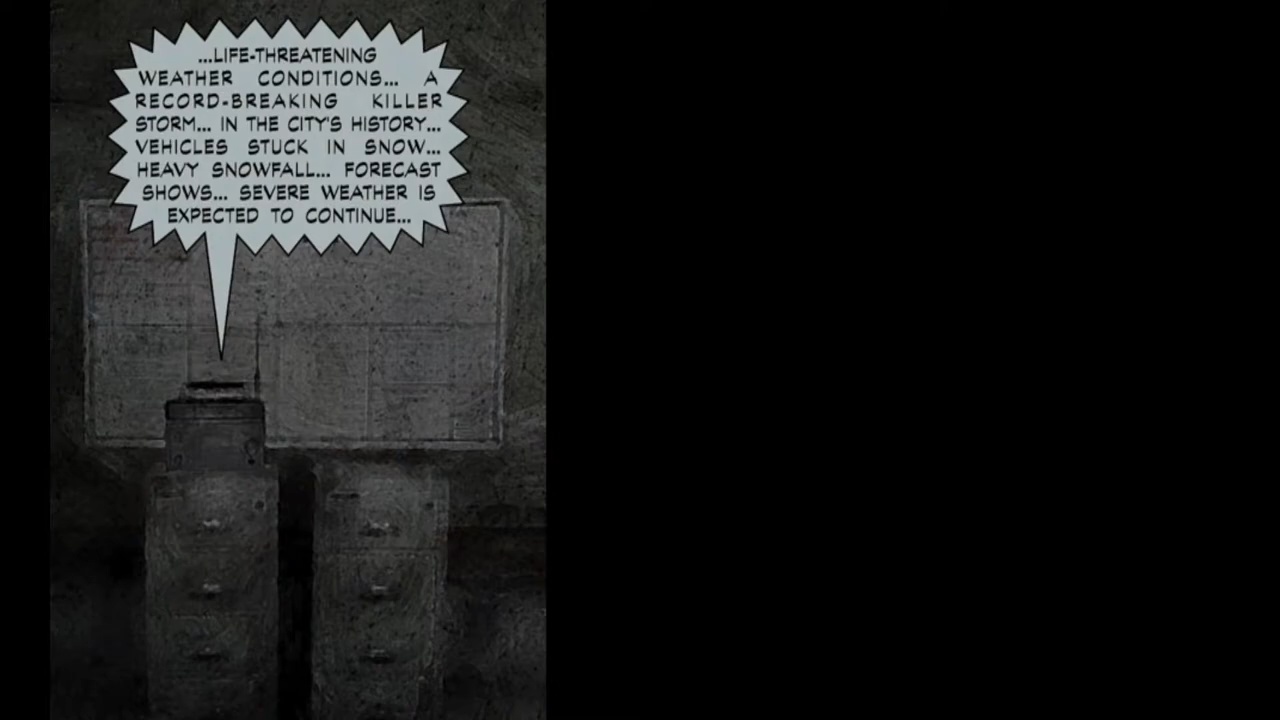 ...LIFE-THREATENING
WEATHER CONDITIONS... A
RECORD-BREAKING KILLER
STORM... IN THE CITY'S HISTORY...
VEHICLES STUCK IN SNOW...
HEAVY SNOWFALL... FORECAST
SHOWS... SEVERE WEATHER IS
EXPECTED TO CONTINUE...